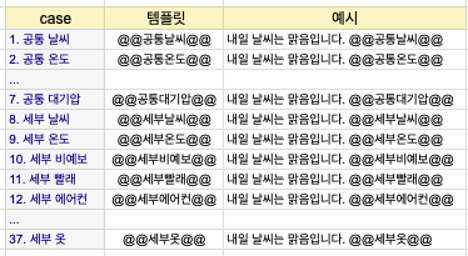 case 템플릿 예시
1. 공통 날씨 @@공통날씨@@ 내일 날씨는 맑음입니다. @@공통날씨@@
2. 공통 온도 @@공통온도@@ 내일 날씨는 맑음입니다. @@공통온도@@
...
7. 공통 대기압 @@공통대기압@@ 내일 날씨는 맑음입니다. @@공통대기압@@
8. 세부 날씨 @@세부날씨@@ 내일 날씨는 맑음입니다. @@세부날씨@@
9. 세부 온도 @@세부온도@@ 내일 날씨는 맑음입니다. @@세부온도@@
10. 세부 비예보 @@세부비예보@@ 내일 날씨는 맑음입니다. @@세부비예보@@
11. 세부 빨래 @@세부빨래@@ 내일 날씨는 맑음입니다. @@세부빨래@@
12. 세부 에어컨 @@세부에어컨@@ 내일 날씨는 맑음입니다. @@세부에어컨@@
...
37. 세부 옷 @@세부옷@@ 내일 날씨는 맑음입니다. @@세부옷@@